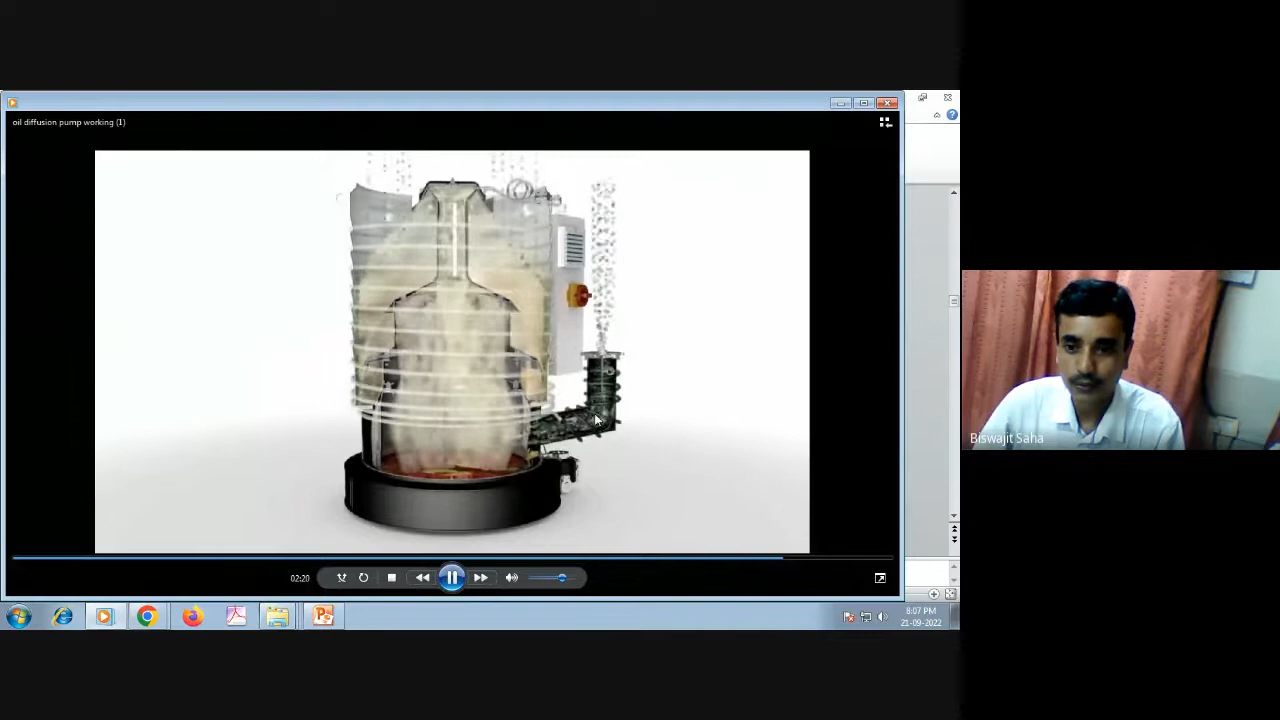 oil diffusion pump working (1)
Biswajit Saha
02:20
8:07 PM
21-09-2022